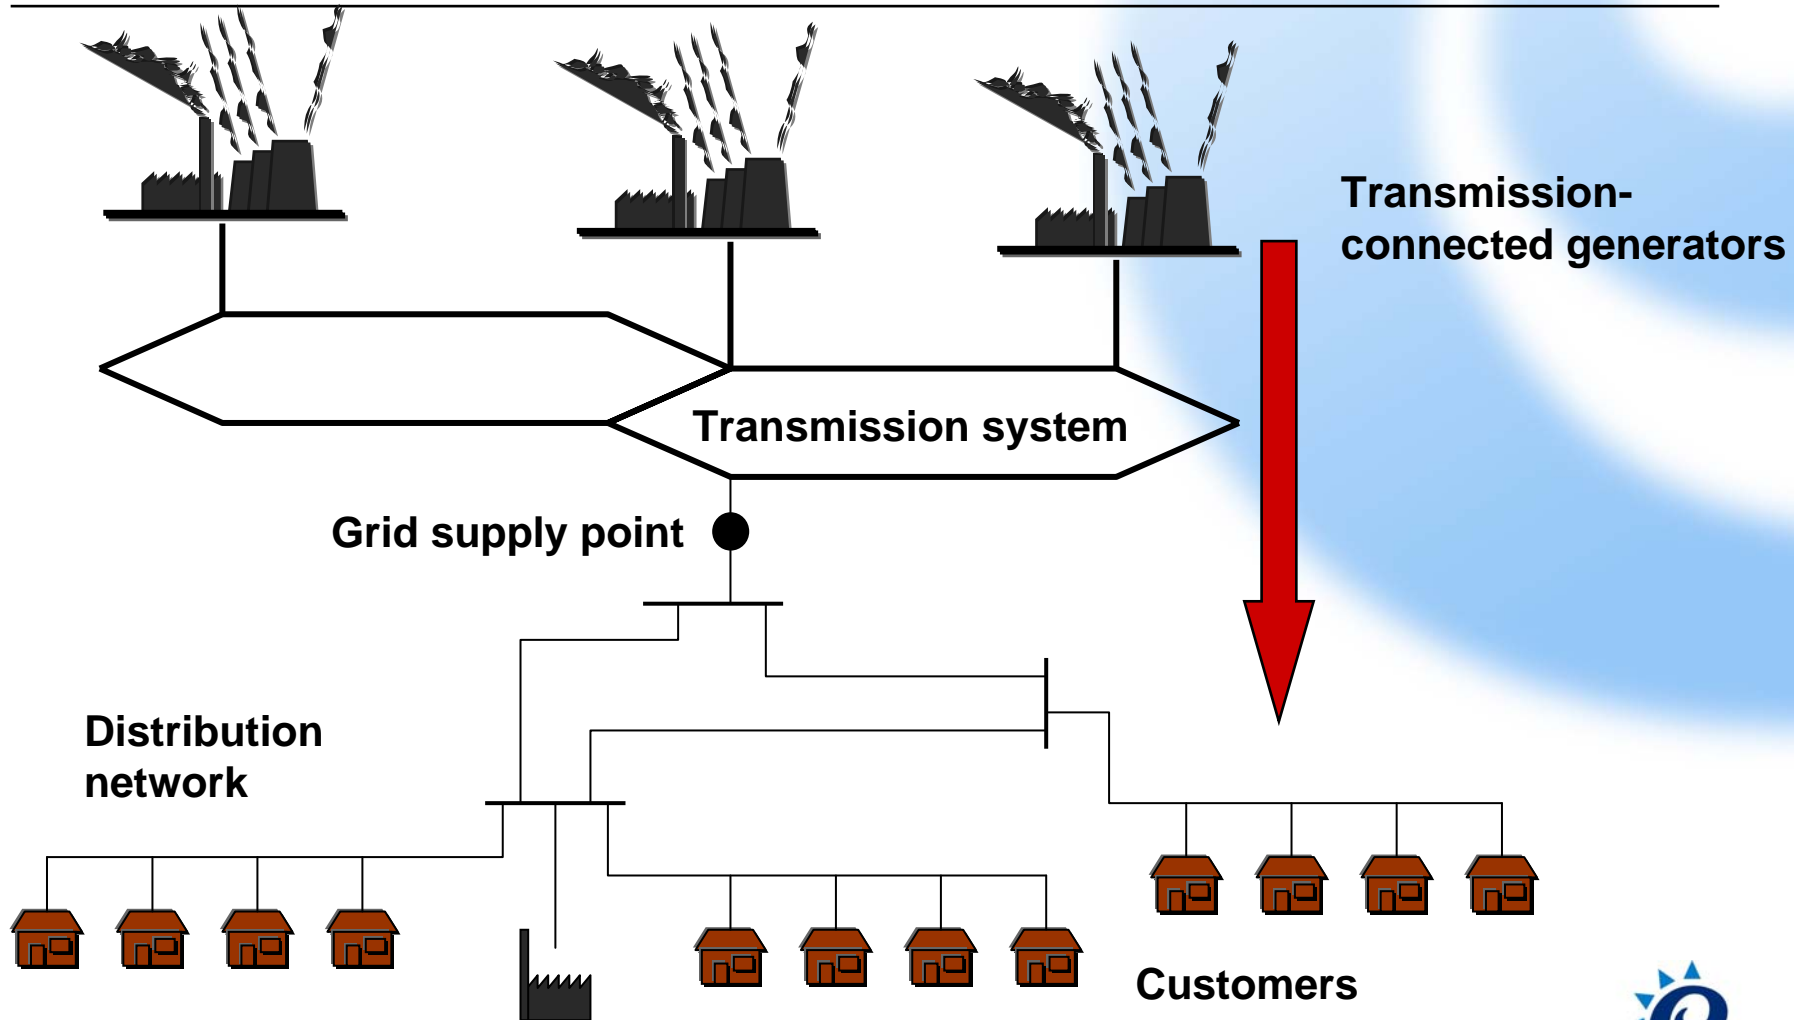 Transmission-
connected generators
Transmission system
Grid supply point
Distribution
network
Customers